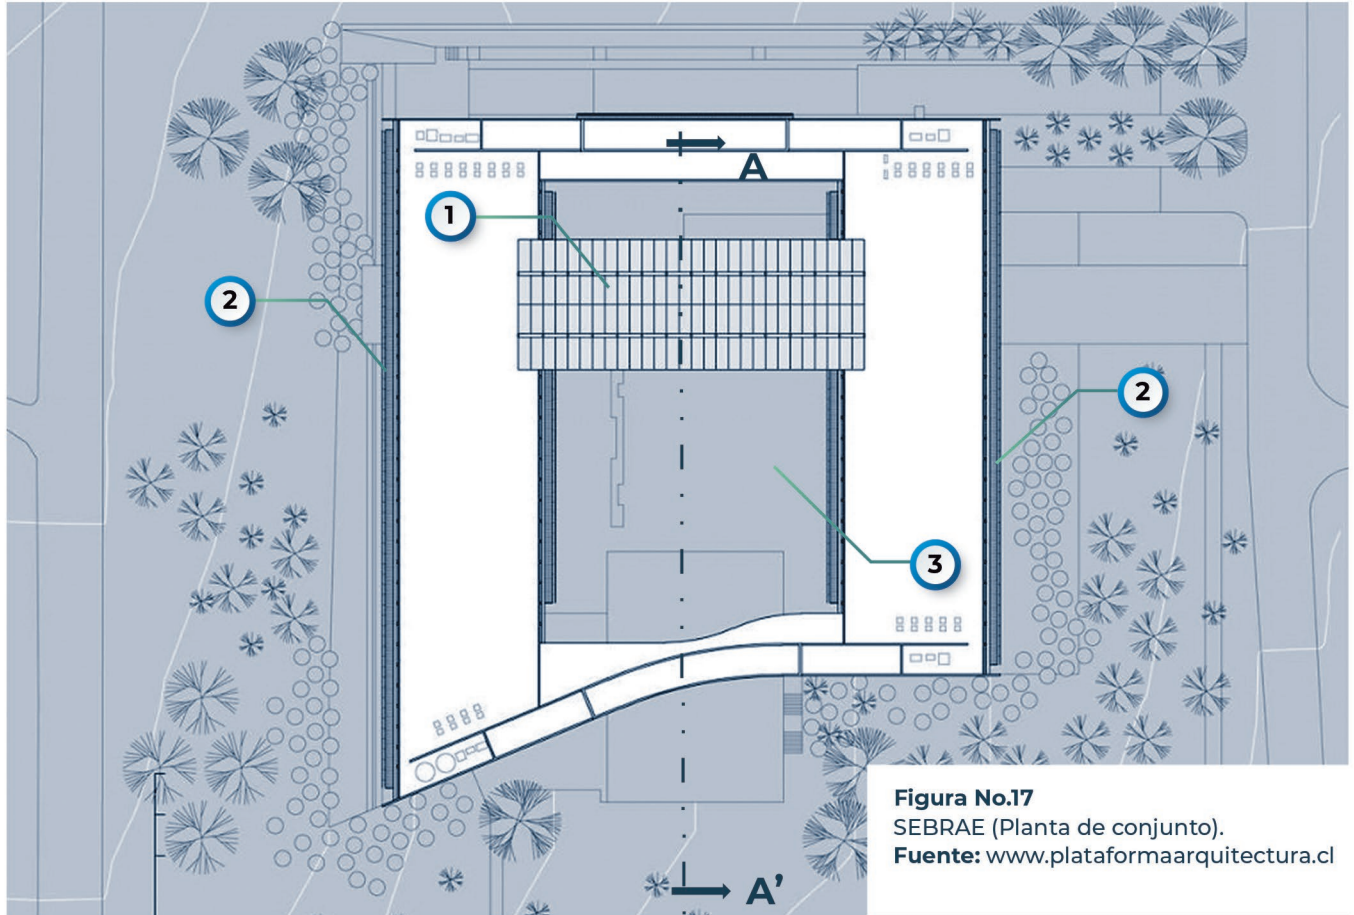 A
1
2
2
3
Figura No.17
SEBRAE (Planta de conjunto).
Fuente: www.plataformaarquitectura.cl
A'